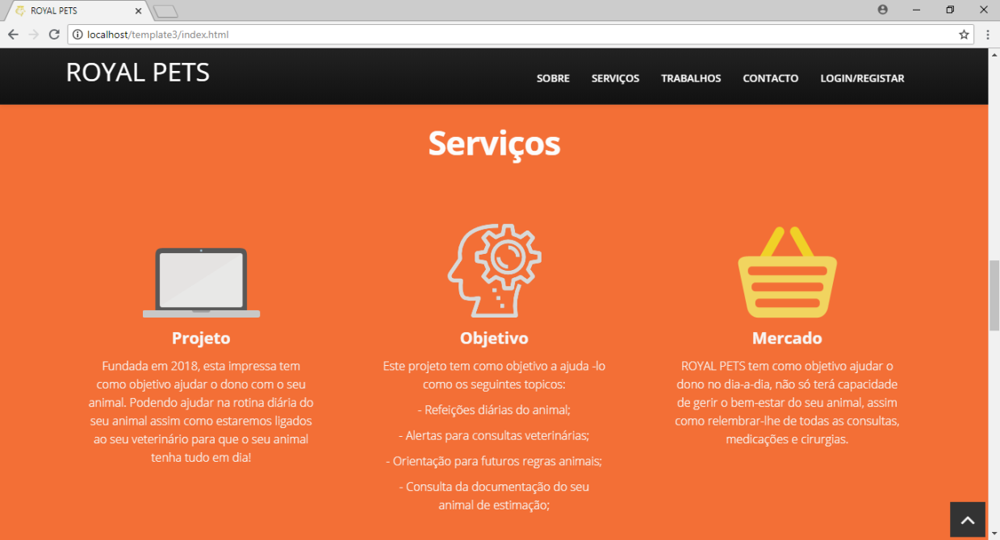 ROYAL PETS
localhost/template3/index.html
ROYAL PETS
SOBRE SERVIÇOS TRABALHOS CONTACTO LOGIN/REGISTAR
Serviços
Projeto
Fundada em 2018, esta impressa tem
como objetivo ajudar o dono com o seu
animal. Podendo ajudar na rotina diária do
seu animal assim como estaremos ligados
ao seu veterinário para que o seu animal
tenha tudo em dia!
Objetivo
Este projeto tem como objetivo a ajuda -lo
como os seguintes topicos:
- Refeições diárias do animal;
- Alertas para consultas veterinárias;
- Orientação para futuros regras animais;
- Consulta da documentação do seu
animal de estimação;
Mercado
ROYAL PETS tem como objetivo ajudar o
dono no dia-a-dia, não só terá capacidade
de gerir o bem-estar do seu animal, assim
como relembrar-lhe de todas as consultas,
medicações e cirurgias.